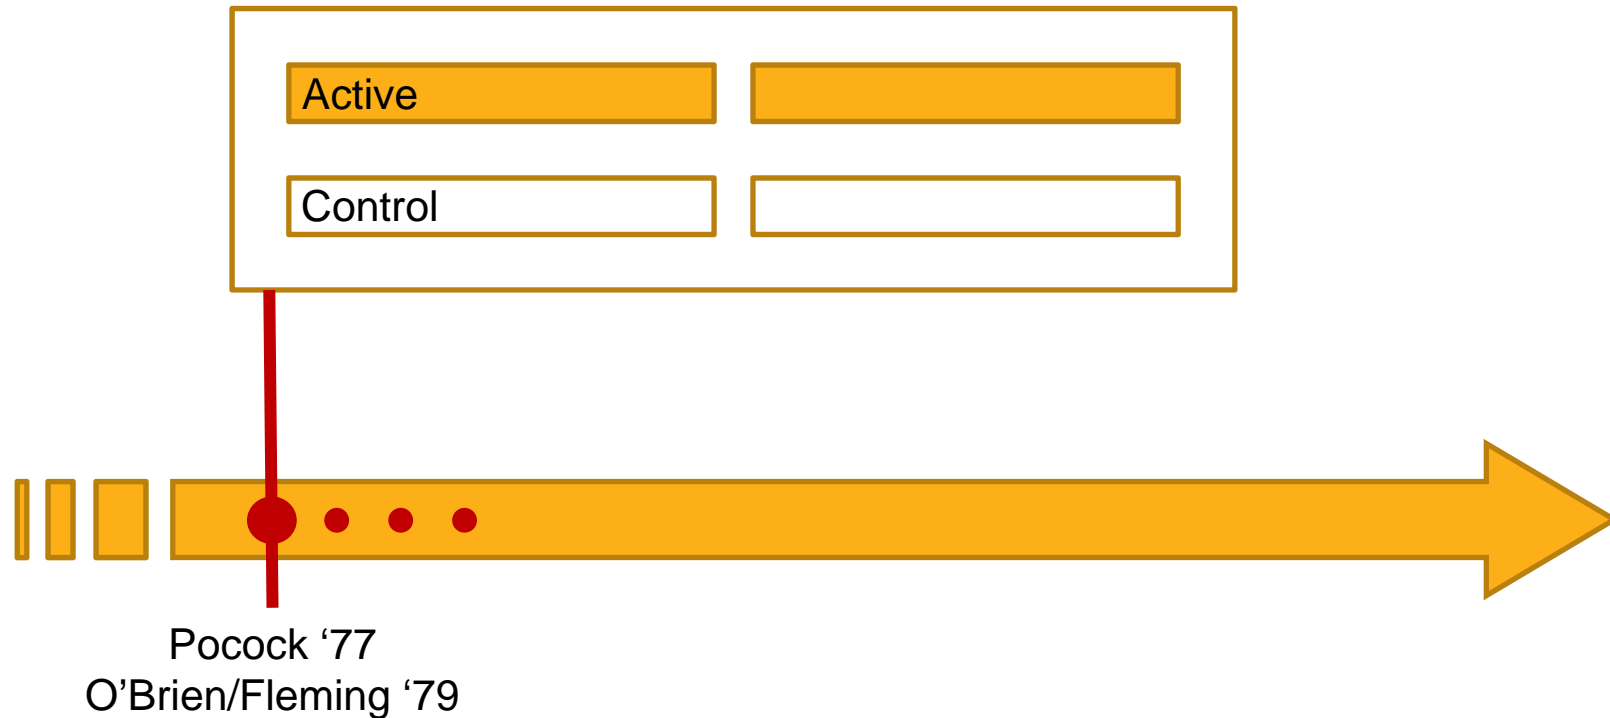 Active
Control
Pocock ‘77
O’Brien/Fleming ‘79